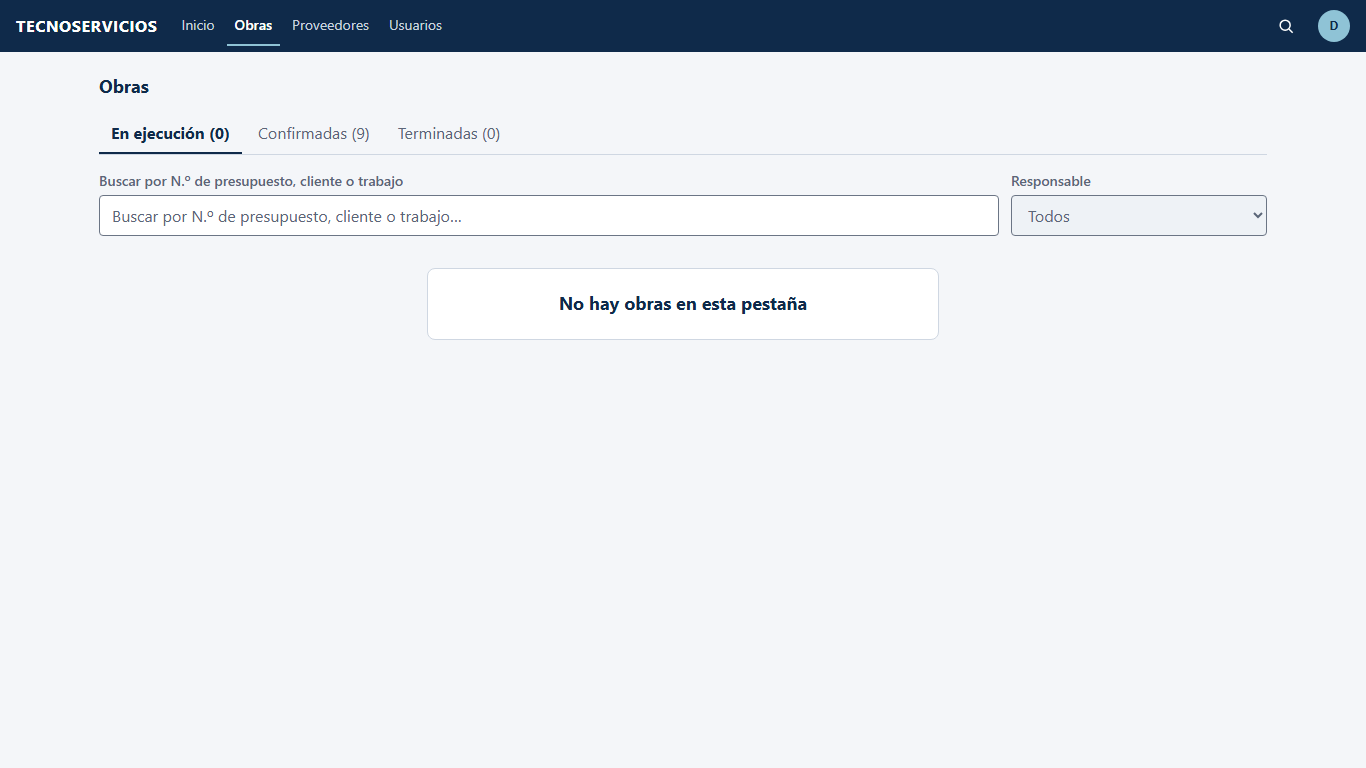 TECNOSERVICIOS Inicio Obras Proveedores Usuarios D
Obras
En ejecución (0) Confirmadas (9) Terminadas (0)
Buscar por N.º de presupuesto, cliente o trabajo Responsable
Buscar por N.º de presupuesto, cliente o trabajo... Todos
No hay obras en esta pestaña